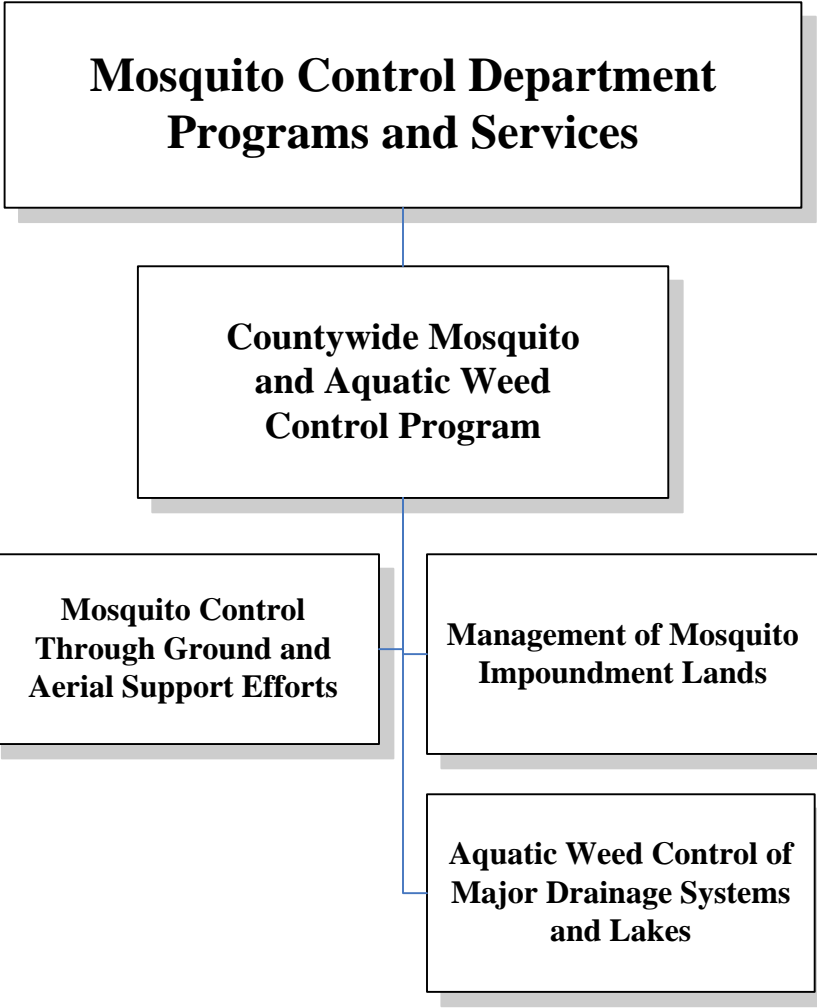 Mosquito Control Department
Programs and Services
Countywide Mosquito
and Aquatic Weed
Control Program
Mosquito Control
Through Ground and
Aerial Support Efforts
Management of Mosquito
Impoundment Lands
Aquatic Weed Control of
Major Drainage Systems
and Lakes